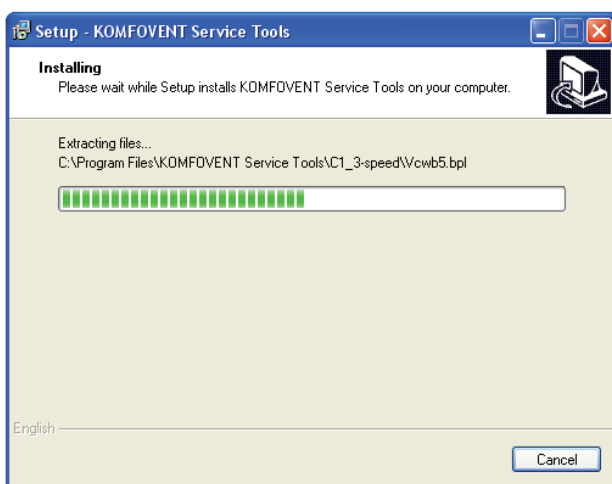 Setup - KOMFOVENT Service Tools
Installing
Please wait while Setup installs KOMFOVENT Service Tools on your computer.
Extracting files...
C:\Program Files\KOMFOVENT Service Tools\C1_3-speed\Vcwb5.bpl
English
Cancel